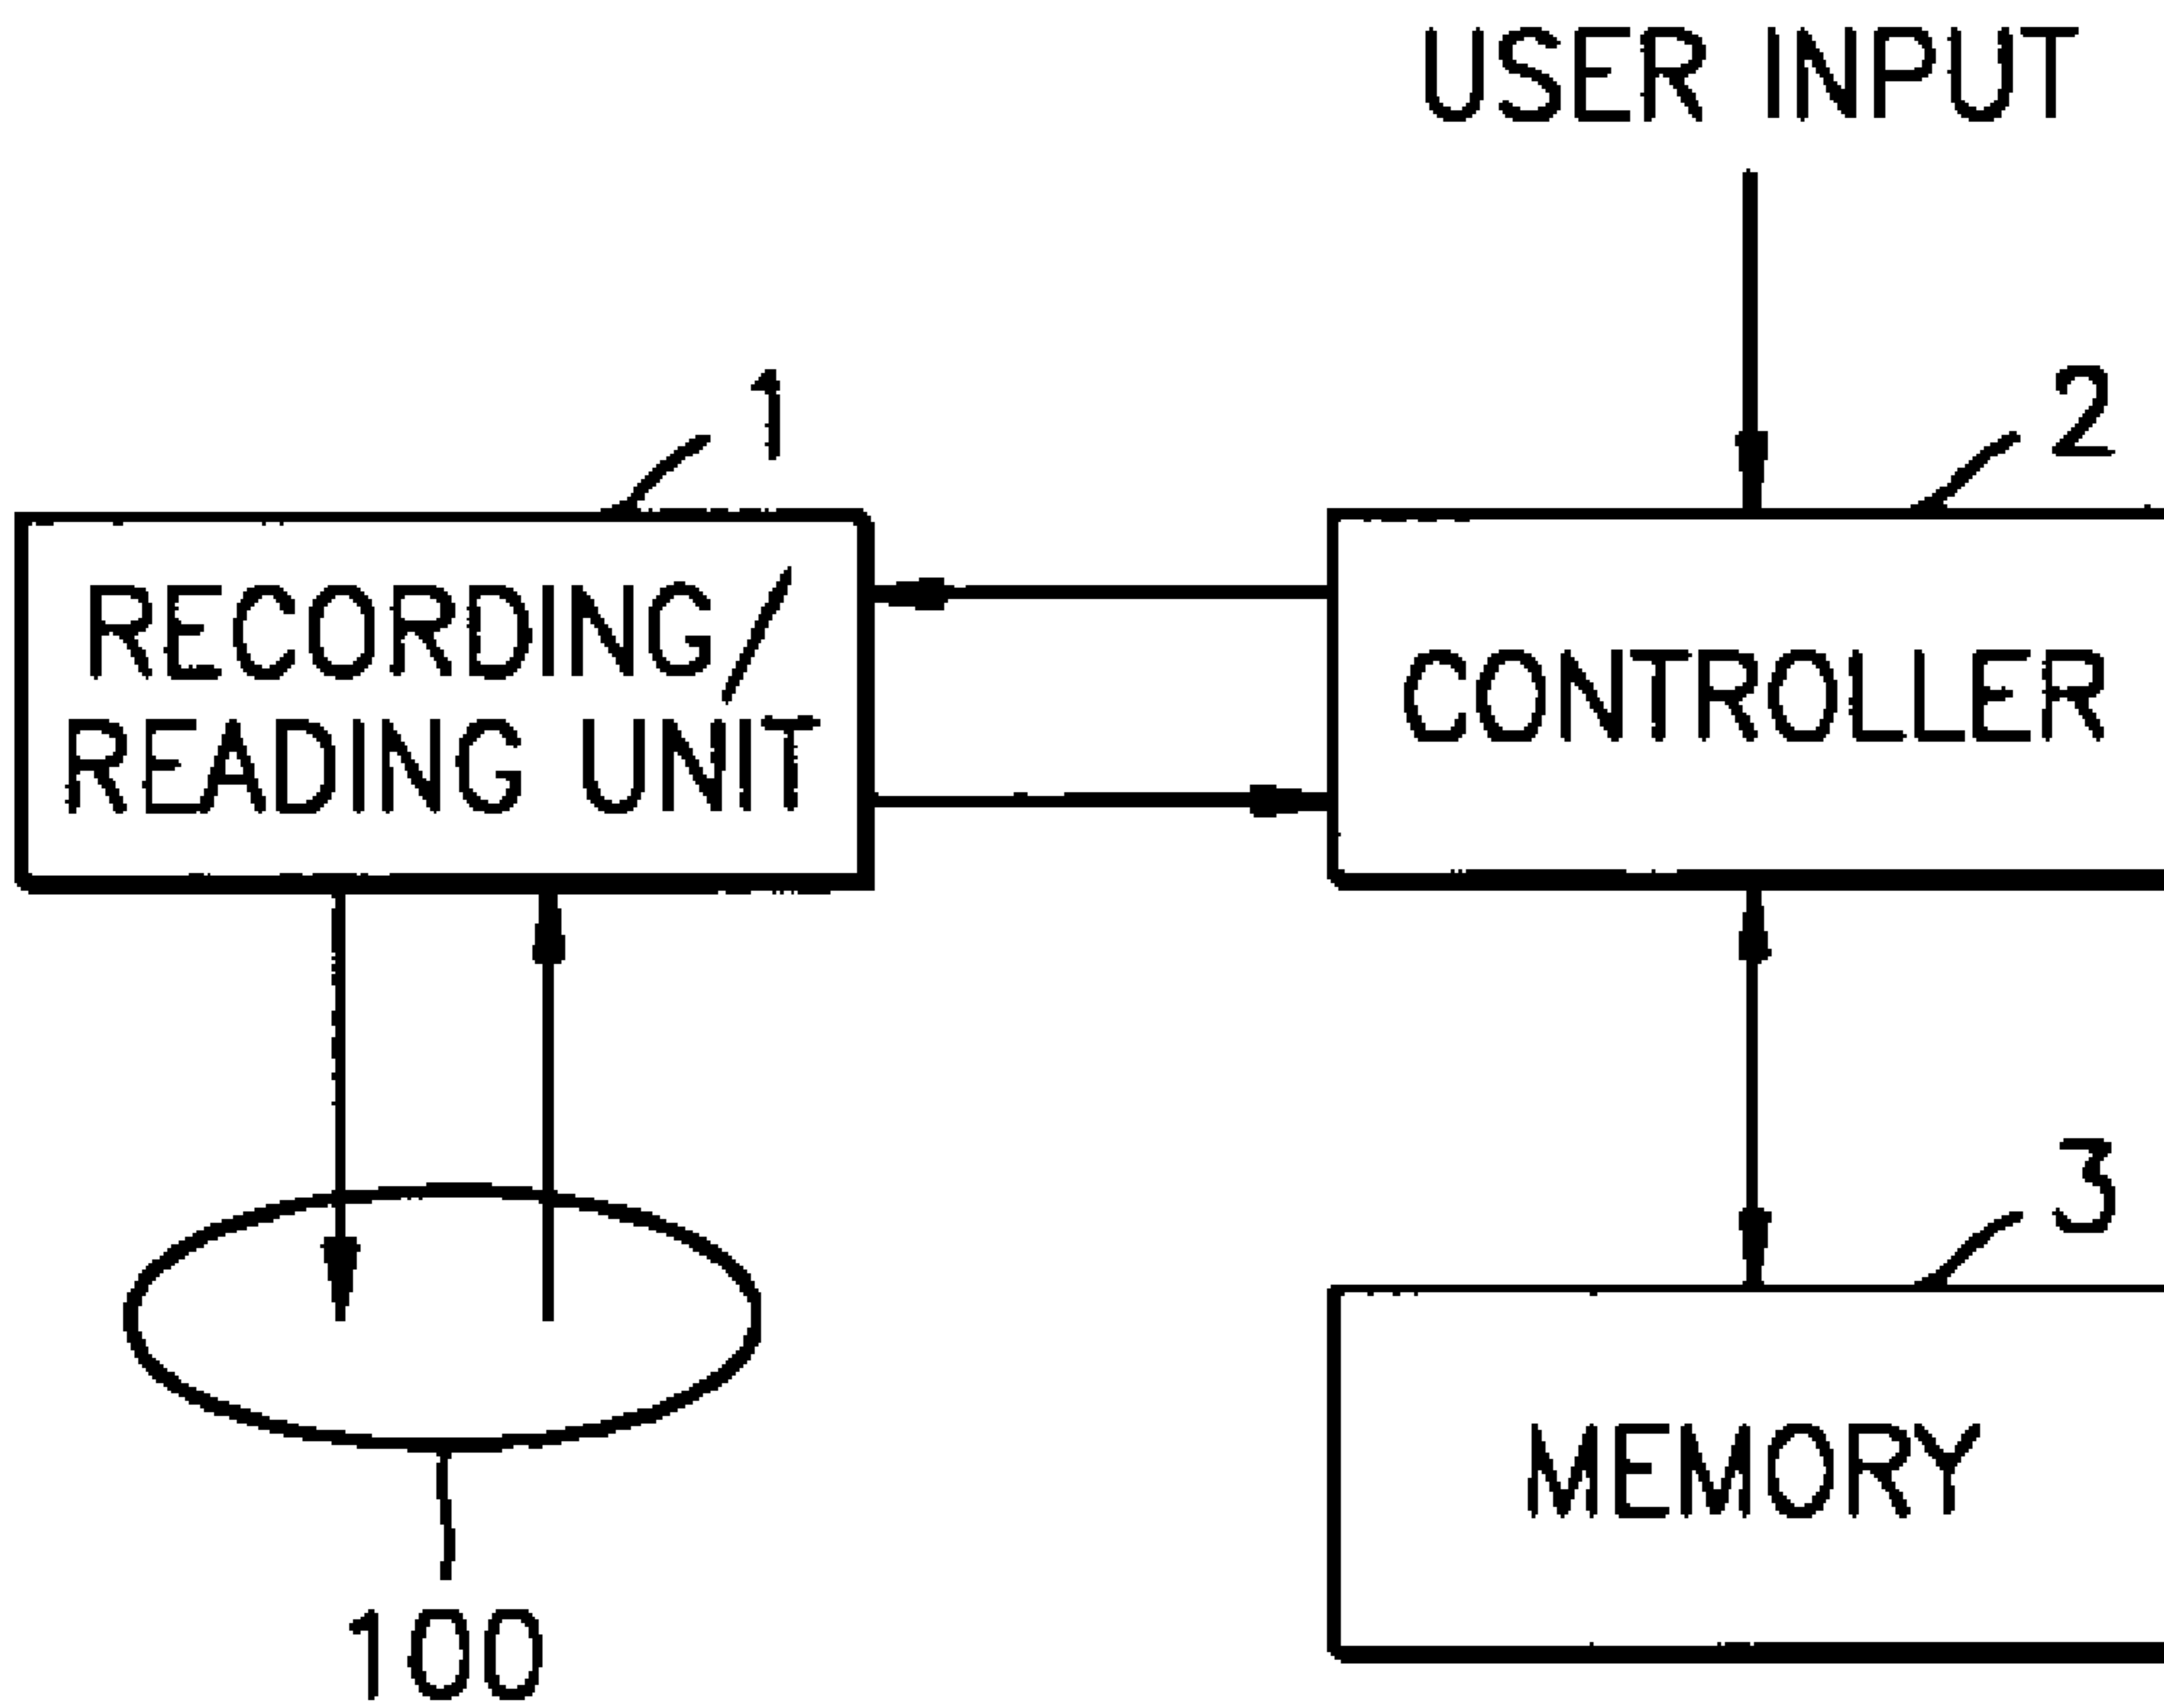 USER INPUT
1
2
RECORDING/
READING UNIT
CONTROLLER
3
MEMORY
100